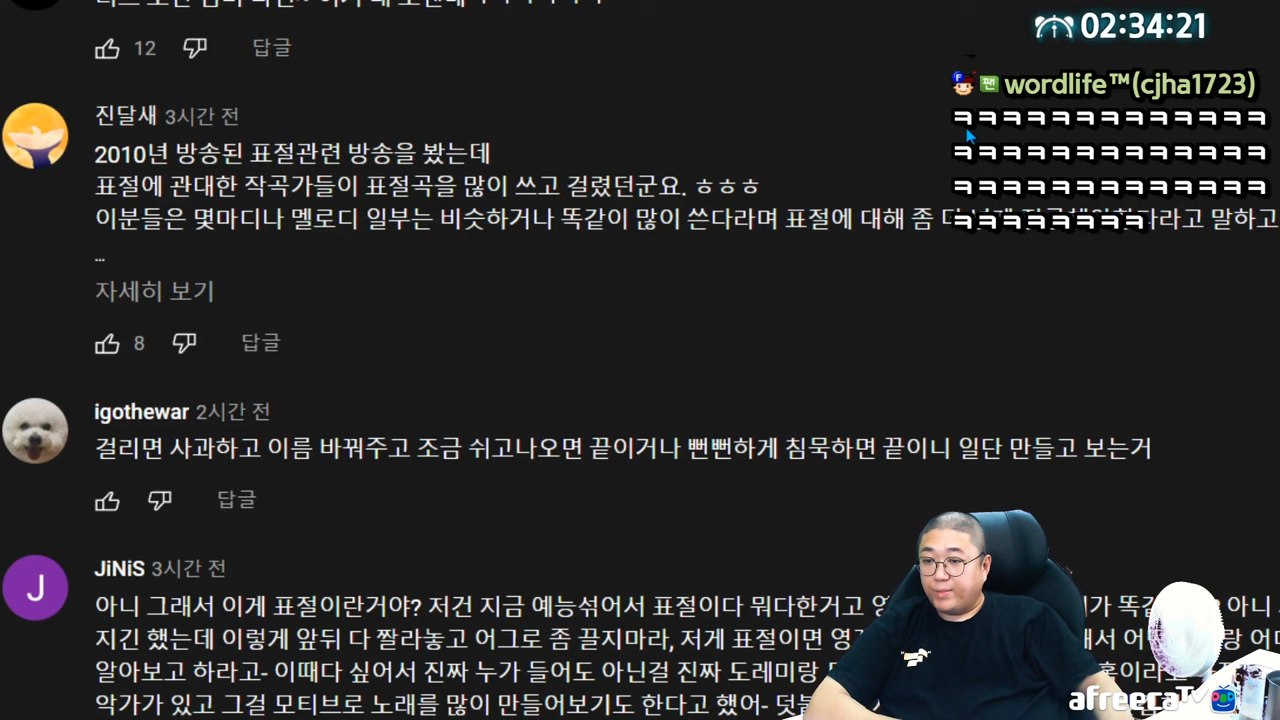 12 답글
02:34:21
진달새 3시간 전
F 팬 wordlife™(cjha1723)
ㅋㅋㅋㅋㅋㅋㅋㅋㅋㅋㅋㅋㅋ
ㅋㅋㅋㅋㅋㅋㅋㅋㅋㅋㅋㅋㅋ
ㅋㅋㅋㅋㅋㅋㅋㅋㅋㅋㅋㅋㅋ
ㅋㅋㅋㅋㅋㅋㅋㅋ
2010년 방송된 표절관련 방송을 봤는데
표절에 관대한 작곡가들이 표절곡을 많이 쓰고 걸렸던군요. ㅎㅎㅎ
이분들은 몇마디나 멜로디 일부는 비슷하거나 똑같이 많이 쓴다라며 표절에 대해 좀 말하고
...
자세히 보기
8 답글
igothewar 2시간 전
걸리면 사과하고 이름 바꿔주고 조금 쉬고나오면 끝이거나 뻔뻔하게 침묵하면 끝이니 일단 만들고 보는거
답글
J
JiNiS 3시간 전
아니 그래서 이게 표절이란거야? 저건 지금 예능섞어서 표절이다 뭐다한거고 아니
지긴 했는데 이렇게 앞뒤 다 짤라놓고 어그로 좀 끌지마라, 저게 표절이면
알아보고 하라고- 이때다 싶어서 진짜 누가 들어도 아닌걸 진짜 도레미랑
악가가 있고 그걸 모티브로 노래를 많이 만들어보기도 한다고 했어-
afreecaTV